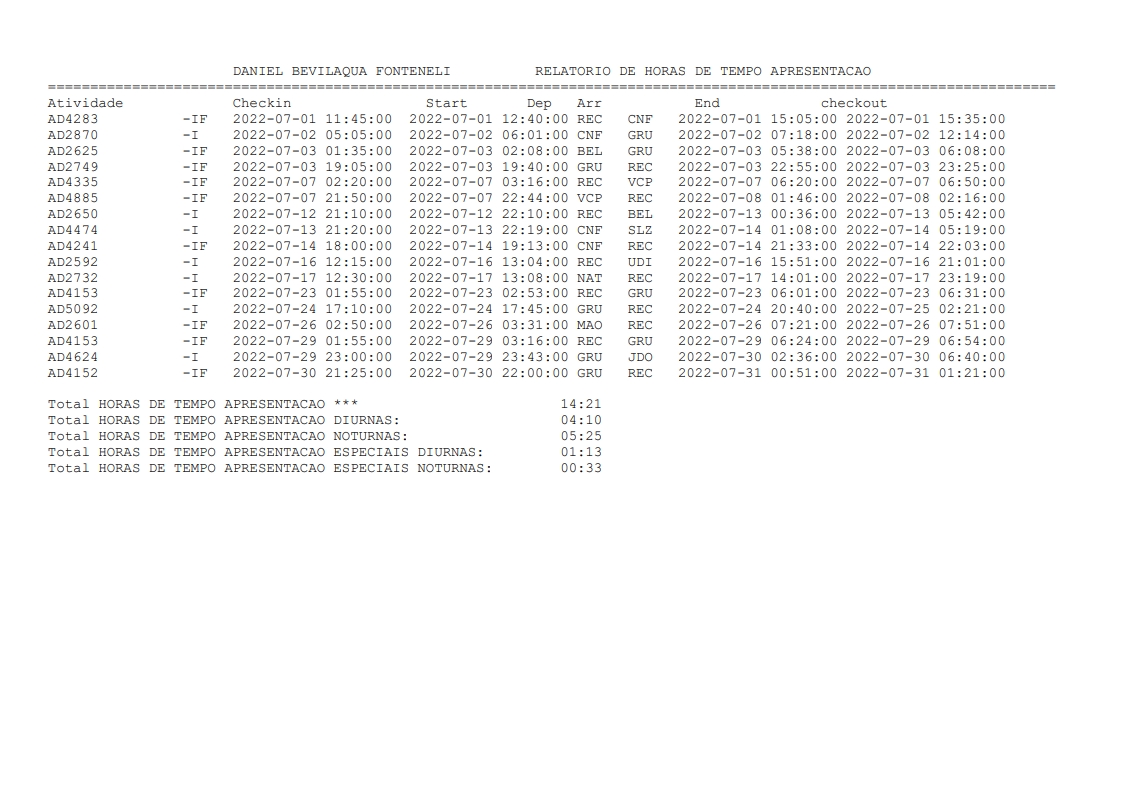 DANIEL BEVILAQUA FONTENELI RELATORIO DE HORAS DE TEMPO APRESENTACAO
========================================================================================================================
Atividade Checkin Start Dep Arr End checkout
AD4283 -IF 2022-07-01 11:45:00 2022-07-01 12:40:00 REC CNF 2022-07-01 15:05:00 2022-07-01 15:35:00
AD2870 -I 2022-07-02 05:05:00 2022-07-02 06:01:00 CNF GRU 2022-07-02 07:18:00 2022-07-02 12:14:00
AD2625 -IF 2022-07-03 01:35:00 2022-07-03 02:08:00 BEL GRU 2022-07-03 05:38:00 2022-07-03 06:08:00
AD2749 -IF 2022-07-03 19:05:00 2022-07-03 19:40:00 GRU REC 2022-07-03 22:55:00 2022-07-03 23:25:00
AD4335 -IF 2022-07-07 02:20:00 2022-07-07 03:16:00 REC VCP 2022-07-07 06:20:00 2022-07-07 06:50:00
AD4885 -IF 2022-07-07 21:50:00 2022-07-07 22:44:00 VCP REC 2022-07-08 01:46:00 2022-07-08 02:16:00
AD2650 -I 2022-07-12 21:10:00 2022-07-12 22:10:00 REC BEL 2022-07-13 00:36:00 2022-07-13 05:42:00
AD4474 -I 2022-07-13 21:20:00 2022-07-13 22:19:00 CNF SLZ 2022-07-14 01:08:00 2022-07-14 05:19:00
AD4241 -IF 2022-07-14 18:00:00 2022-07-14 19:13:00 CNF REC 2022-07-14 21:33:00 2022-07-14 22:03:00
AD2592 -I 2022-07-16 12:15:00 2022-07-16 13:04:00 REC UDI 2022-07-16 15:51:00 2022-07-16 21:01:00
AD2732 -I 2022-07-17 12:30:00 2022-07-17 13:08:00 NAT REC 2022-07-17 14:01:00 2022-07-17 23:19:00
AD4153 -IF 2022-07-23 01:55:00 2022-07-23 02:53:00 REC GRU 2022-07-23 06:01:00 2022-07-23 06:31:00
AD5092 -I 2022-07-24 17:10:00 2022-07-24 17:45:00 GRU REC 2022-07-24 20:40:00 2022-07-25 02:21:00
AD2601 -IF 2022-07-26 02:50:00 2022-07-26 03:31:00 MAO REC 2022-07-26 07:21:00 2022-07-26 07:51:00
AD4153 -IF 2022-07-29 01:55:00 2022-07-29 03:16:00 REC GRU 2022-07-29 06:24:00 2022-07-29 06:54:00
AD4624 -I 2022-07-29 23:00:00 2022-07-29 23:43:00 GRU JDO 2022-07-30 02:36:00 2022-07-30 06:40:00
AD4152 -IF 2022-07-30 21:25:00 2022-07-30 22:00:00 GRU REC 2022-07-31 00:51:00 2022-07-31 01:21:00
Total HORAS DE TEMPO APRESENTACAO *** 14:21
Total HORAS DE TEMPO APRESENTACAO DIURNAS: 04:10
Total HORAS DE TEMPO APRESENTACAO NOTURNAS: 05:25
Total HORAS DE TEMPO APRESENTACAO ESPECIAIS DIURNAS: 01:13
Total HORAS DE TEMPO APRESENTACAO ESPECIAIS NOTURNAS: 00:33